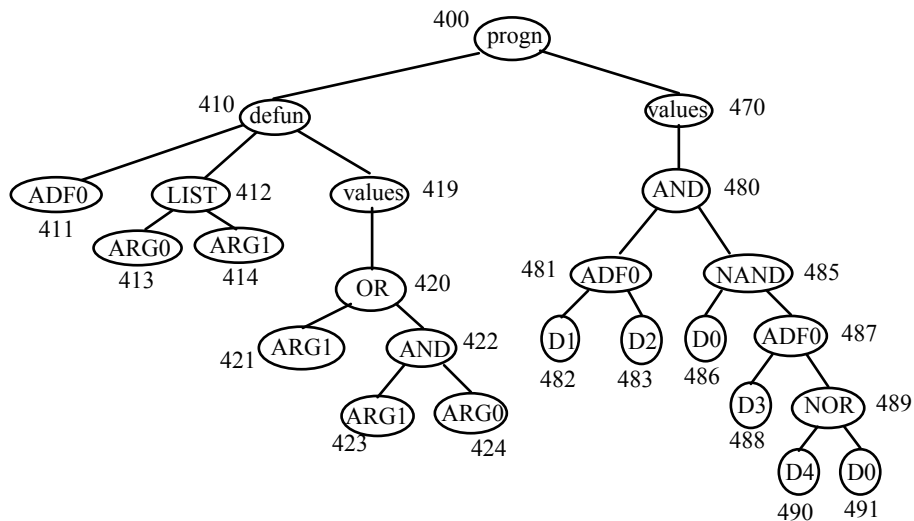 400 progn
410 defun
values 470
ADF0 LIST 412 values 419 AND 480
411
ARG0 ARG1
413 414
481 ADF0 NAND 485
OR 420
D1 D2 D0 ADF0 487
421 ARG1 AND 422
482 483 486
ARG1 ARG0 D3 NOR 489
423 424 488
D4 D0
490 491